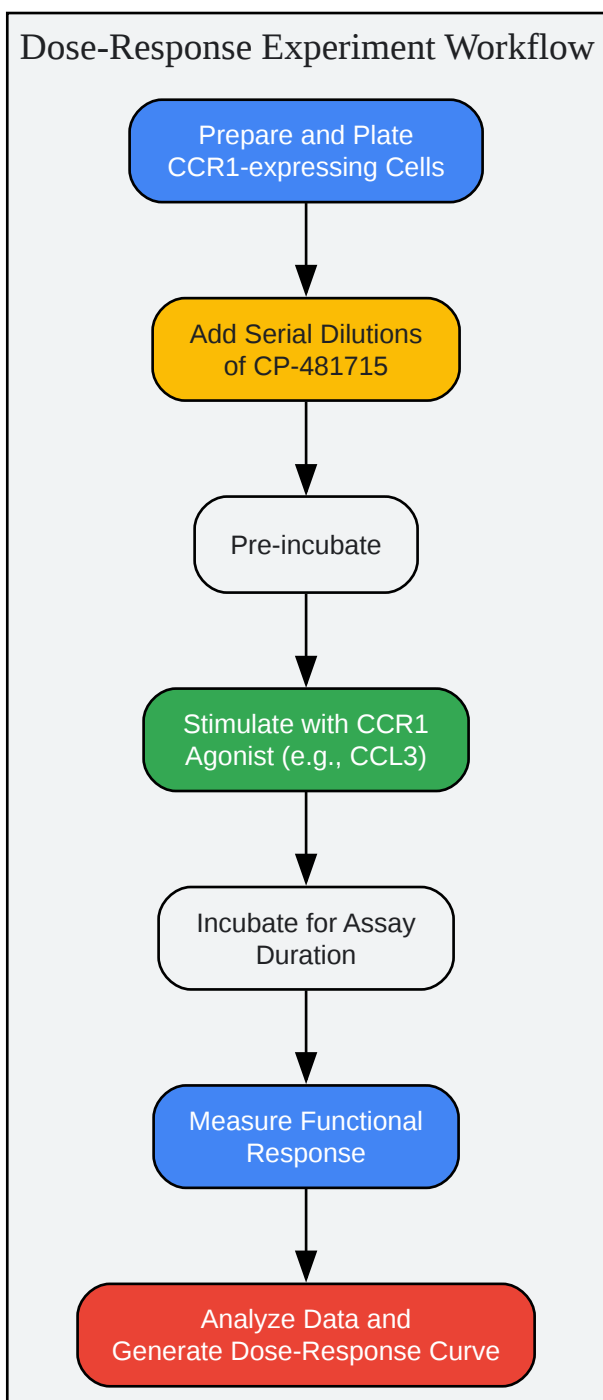 Dose-Response Experiment Workflow
Prepare and Plate
CCR1-expressing Cells
Add Serial Dilutions
of CP-481715
Pre-incubate
Stimulate with CCR1
Agonist (e.g., CCL3)
Incubate for Assay
Duration
Measure Functional
Response
Analyze Data and
Generate Dose-Response Curve